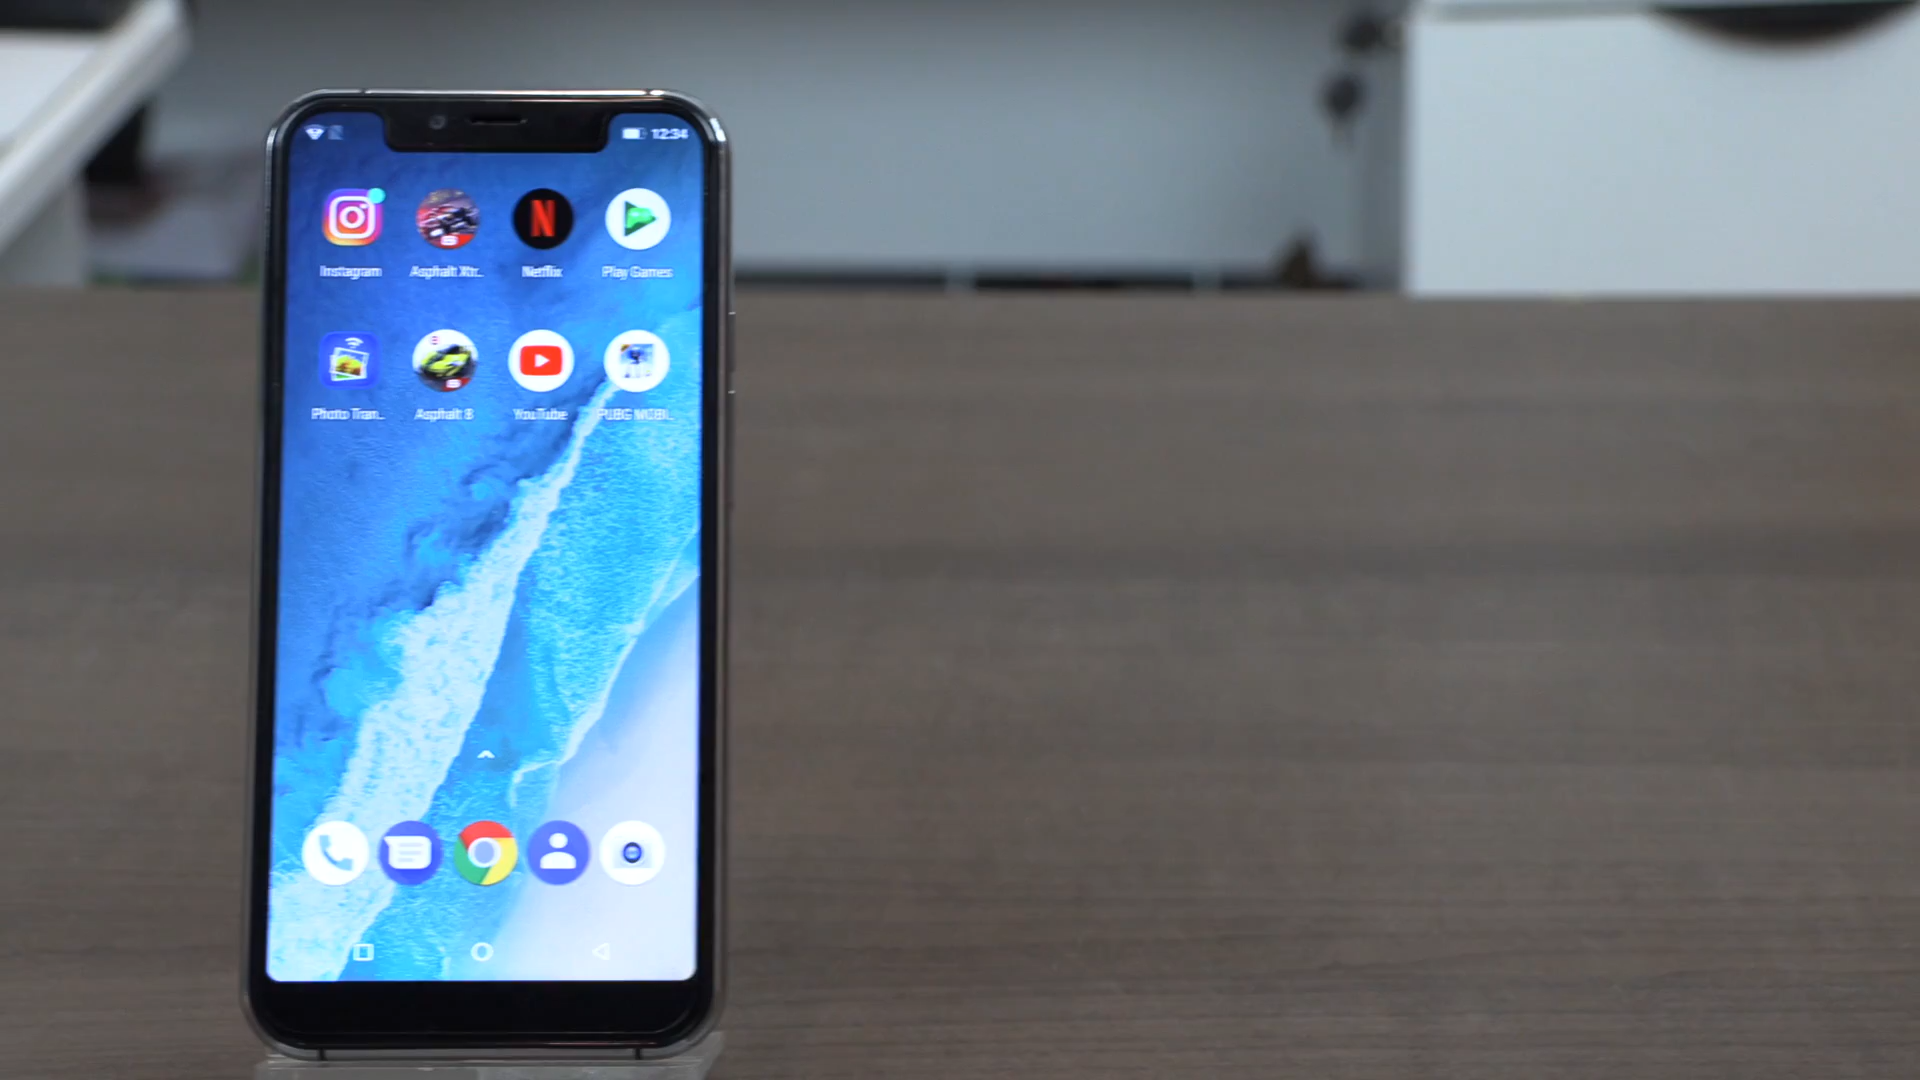 12:34
Instagram Asphalt Xtr.. Netflix Play Games
Photo Tran.. Asphalt 8 YouTube PUBG MOBI..